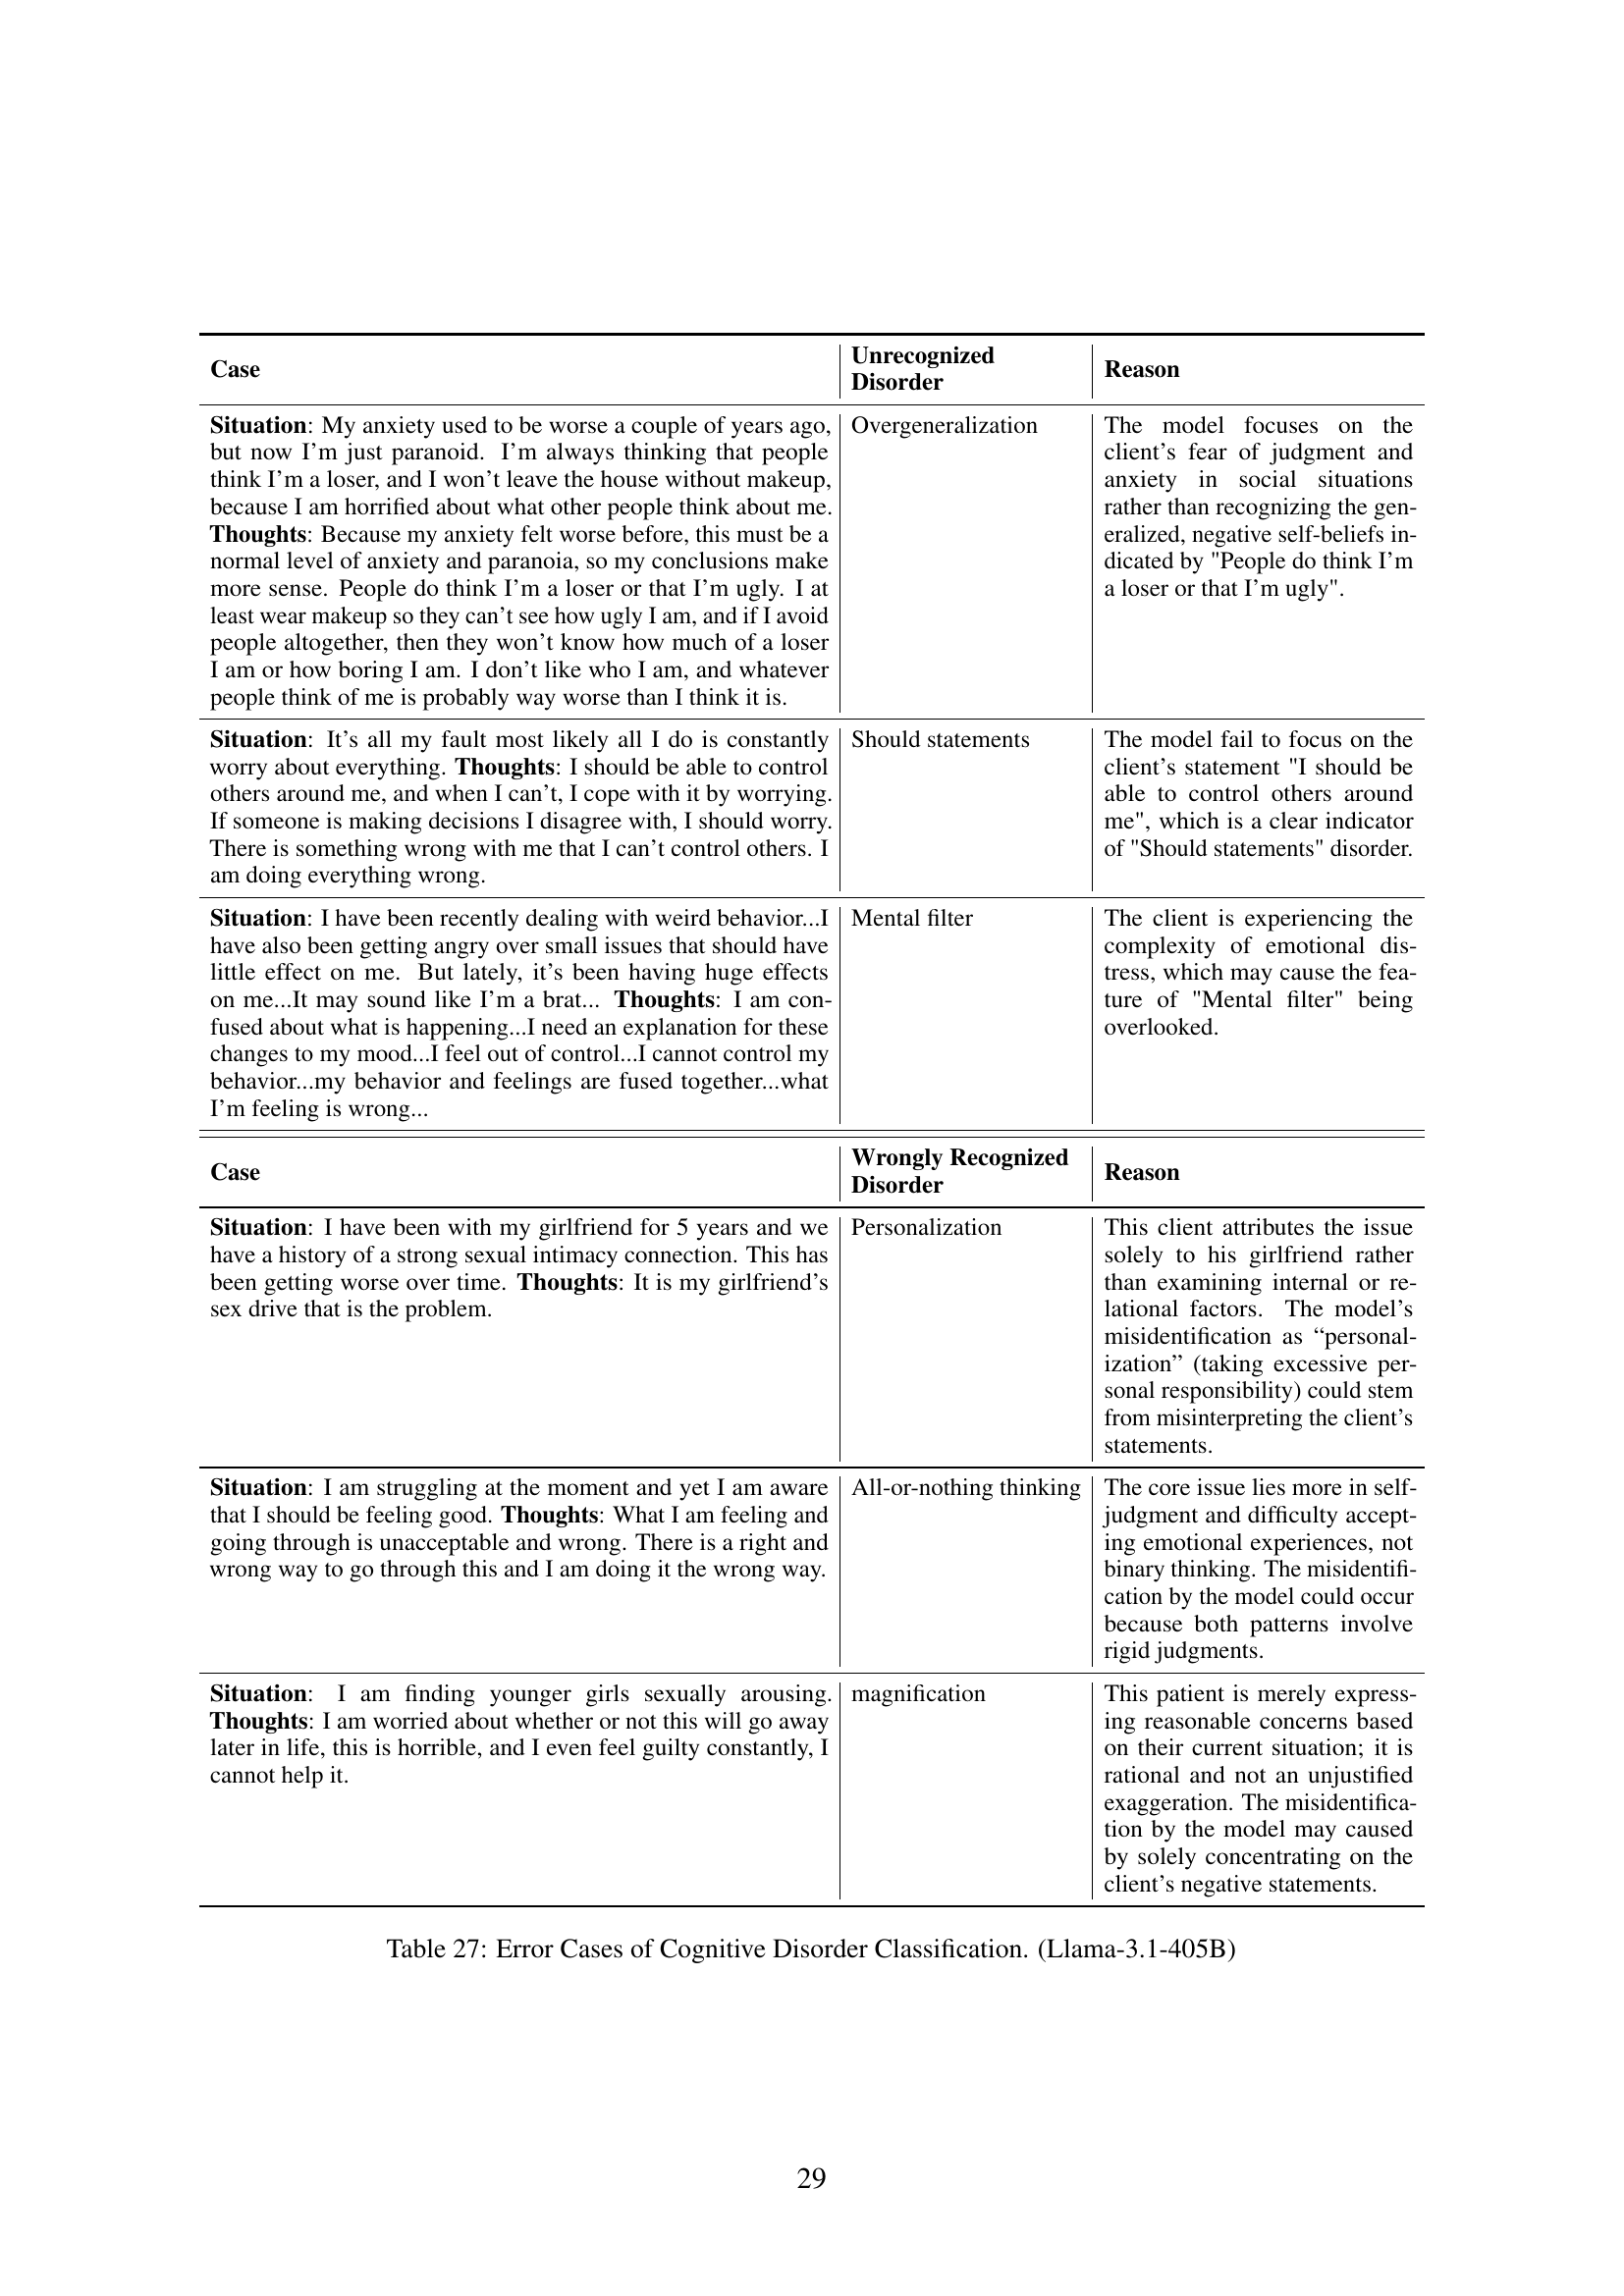 Case
Unrecognized
Disorder
Reason
Situation: My anxiety used to be worse a couple of years ago,
but now I'm just paranoid. I'm always thinking that people
think I'm a loser, and I won't leave the house without makeup,
because I am horrified about what other people think about me.
Thoughts: Because my anxiety felt worse before, this must be a
normal level of anxiety and paranoia, so my conclusions make
more sense. People do think I'm a loser or that I'm ugly. I at
least wear makeup so they can't see how ugly I am, and if I avoid
people altogether, then they won't know how much of a loser
I am or how boring I am. I don't like who I am, and whatever
people think of me is probably way worse than I think it is.
Overgeneralization
The model focuses on the
client's fear of judgment and
anxiety in social situations
rather than recognizing the gen-
eralized, negative self-beliefs in-
dicated by "People do think I'm
a loser or that I'm ugly".
Situation: It's all my fault most likely all I do is constantly
worry about everything. Thoughts: I should be able to control
others around me, and when I can't, I cope with it by worrying.
If someone is making decisions I disagree with, I should worry.
There is something wrong with me that I can't control others. I
am doing everything wrong.
Should statements
The model fail to focus on the
client's statement "I should be
able to control others around
me", which is a clear indicator
of "Should statements" disorder.
Situation: I have been recently dealing with weird behavior...I
have also been getting angry over small issues that should have
little effect on me. But lately, it's been having huge effects
on me...It may sound like I'm a brat... Thoughts: I am con-
fused about what is happening...I need an explanation for these
changes to my mood...I feel out of control...I cannot control my
behavior...my behavior and feelings are fused together...what
I'm feeling is wrong...
Mental filter
The client is experiencing the
complexity of emotional dis-
tress, which may cause the fea-
ture of "Mental filter" being
overlooked.
Case
Wrongly Recognized
Disorder
Reason
Situation: I have been with my girlfriend for 5 years and we
have a history of a strong sexual intimacy connection. This has
been getting worse over time. Thoughts: It is my girlfriend's
sex drive that is the problem.
Personalization
This client attributes the issue
solely to his girlfriend rather
than examining internal or re-
lational factors. The model's
misidentification as “personal-
ization” (taking excessive per-
sonal responsibility) could stem
from misinterpreting the client's
statements.
Situation: I am struggling at the moment and yet I am aware
that I should be feeling good. Thoughts: What I am feeling and
going through is unacceptable and wrong. There is a right and
wrong way to go through this and I am doing it the wrong way.
All-or-nothing thinking
The core issue lies more in self-
judgment and difficulty accept-
ing emotional experiences, not
binary thinking. The misidentifi-
cation by the model could occur
because both patterns involve
rigid judgments.
Situation: I am finding younger girls sexually arousing.
Thoughts: I am worried about whether or not this will go away
later in life, this is horrible, and I even feel guilty constantly, I
cannot help it.
magnification
This patient is merely express-
ing reasonable concerns based
on their current situation; it is
rational and not an unjustified
exaggeration. The misidentifica-
tion by the model may caused
by solely concentrating on the
client's negative statements.
Table 27: Error Cases of Cognitive Disorder Classification. (Llama-3.1-405B)
29